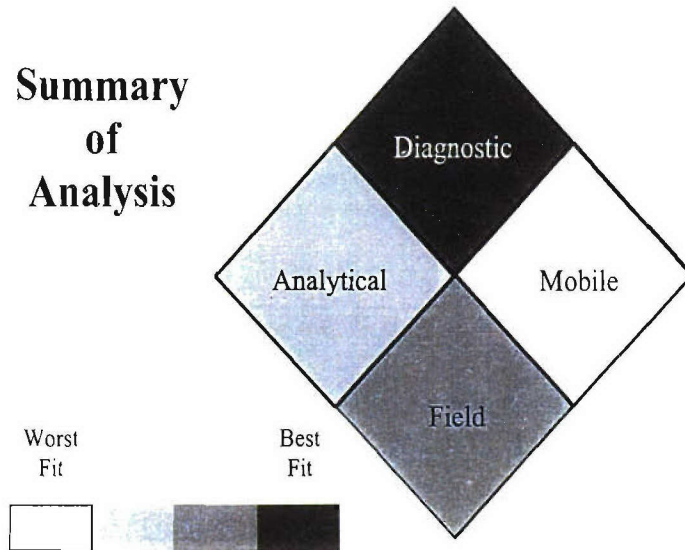 Summary
of
Analysis
Diagnostic
Analytical
Mobile
Field
Worst
Fit
Best
Fit